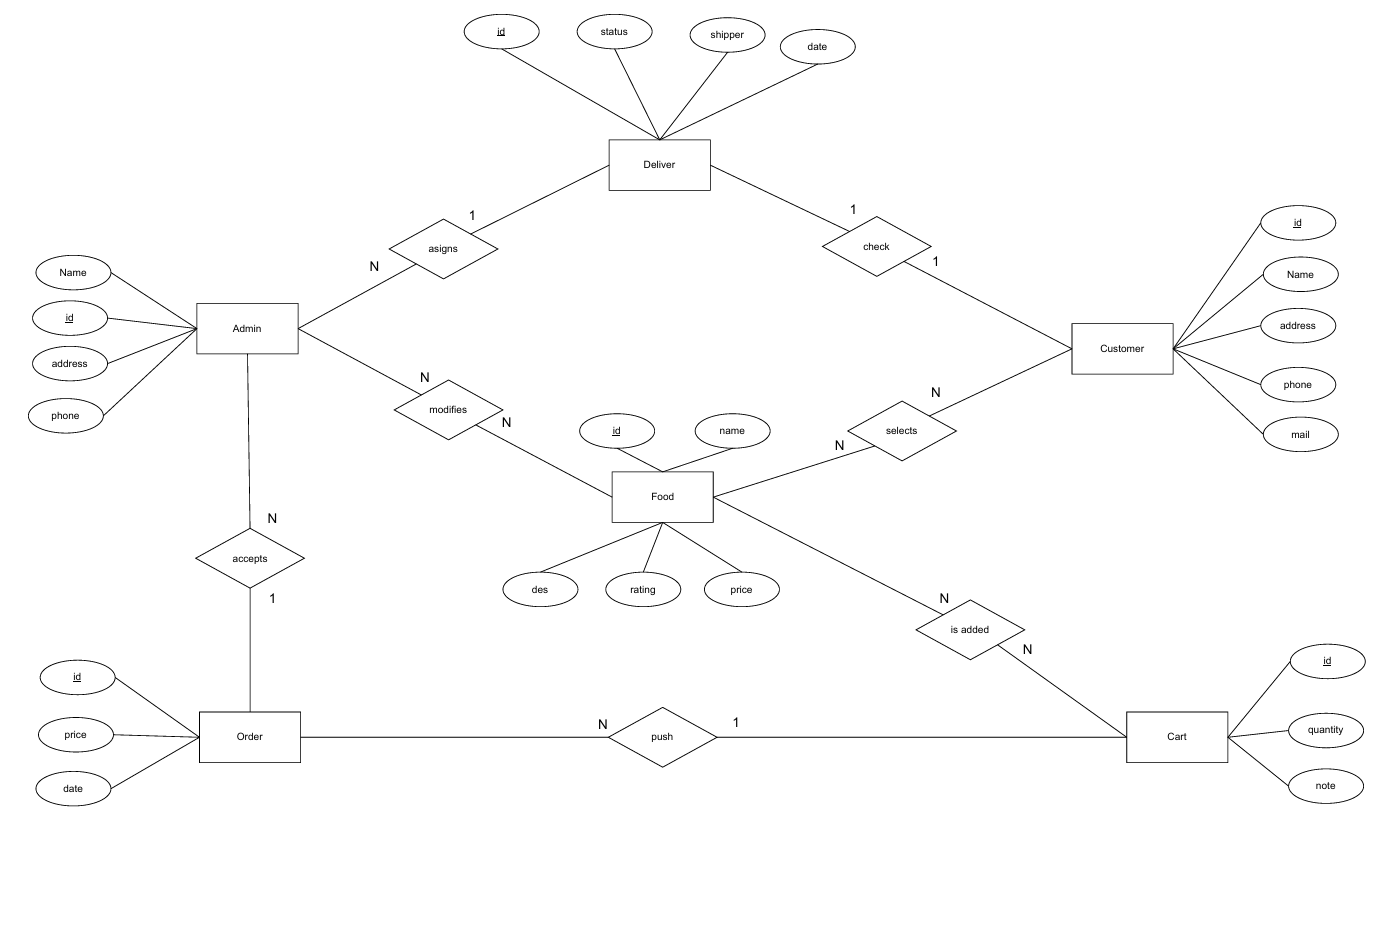 id
status
shipper
date
Deliver
1
1
asigns
check
N
1
id
Name
Name
id
address
phone
Admin
address
Customer
phone
mail
N
modifies
N
N
selects
N
id
name
Food
N
accepts
1
des
rating
price
N
is added
N
id
price
date
Order
N
push
1
Cart
id
quantity
note